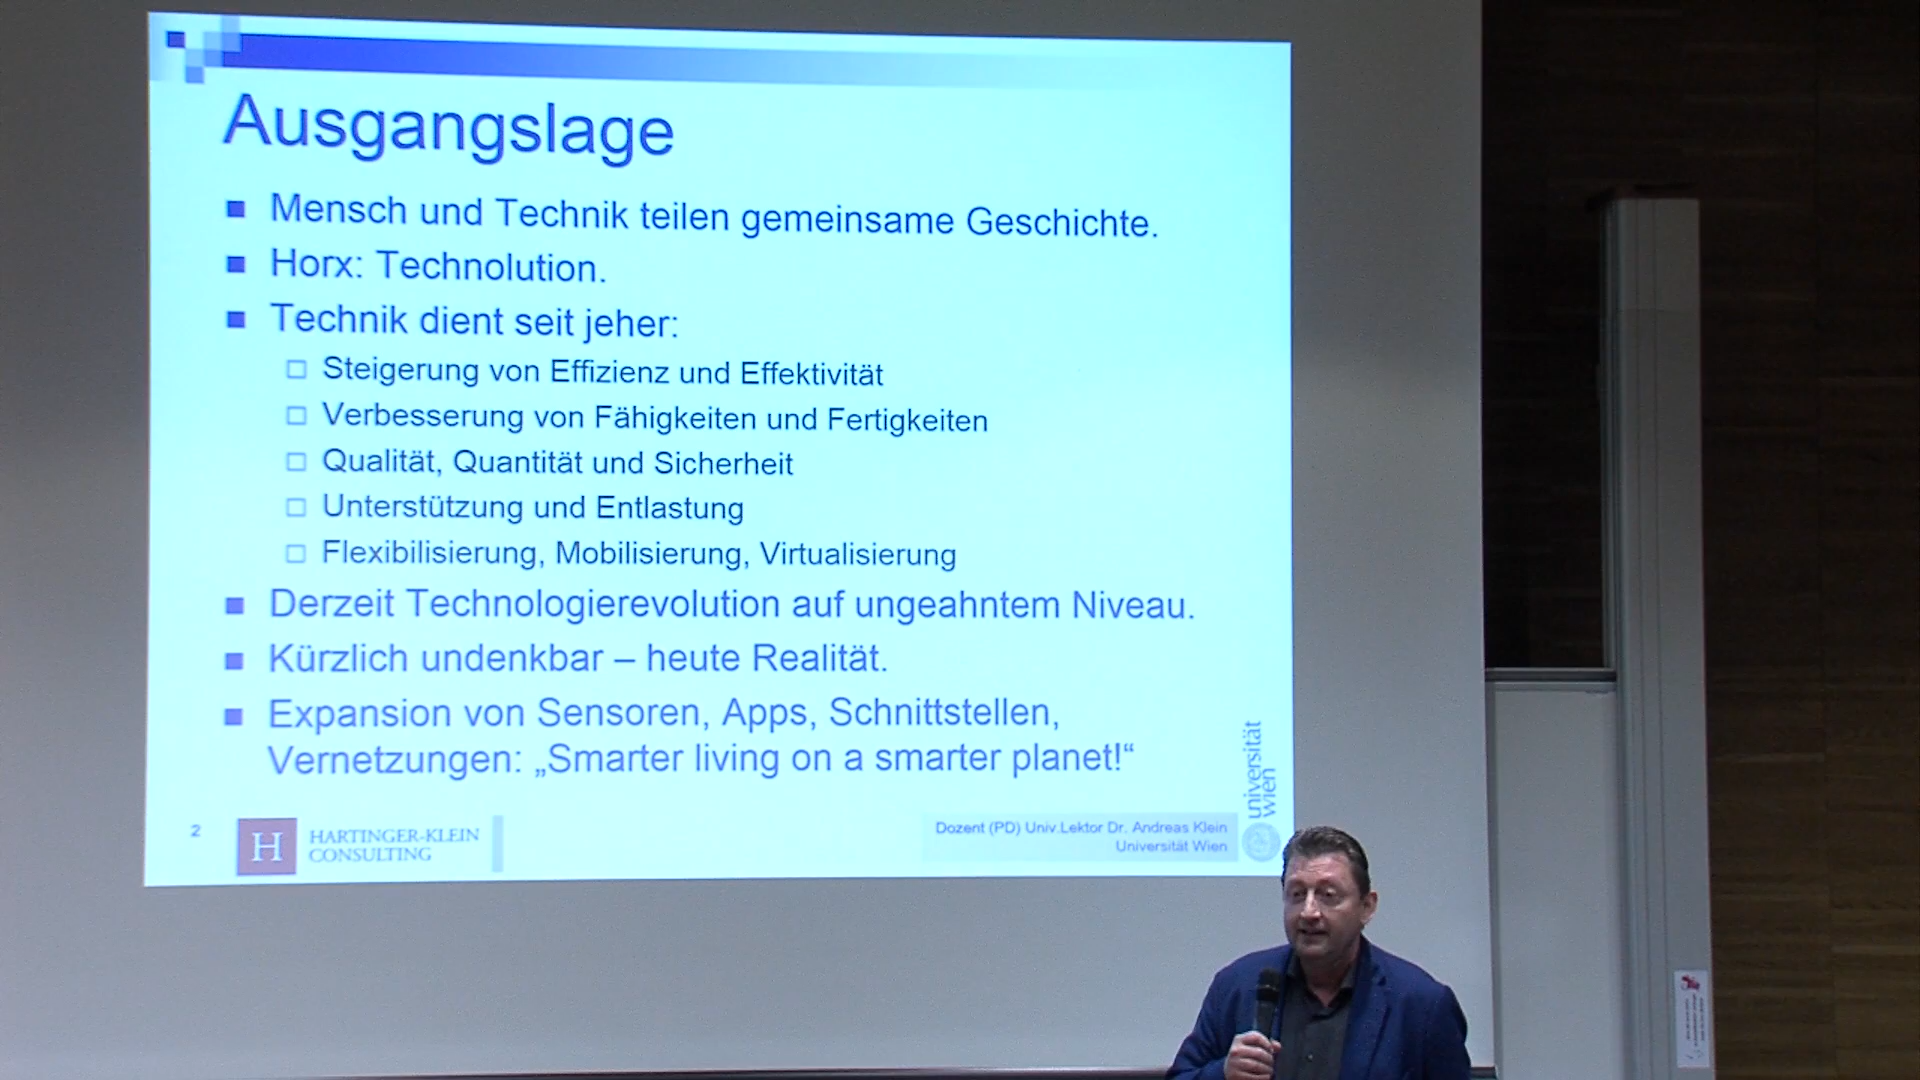 Ausgangslage
Mensch und Technik teilen gemeinsame Geschichte.
Horx: Technolution.
Technik dient seit jeher:
Steigerung von Effizienz und Effektivität
Verbesserung von Fähigkeiten und Fertigkeiten
Qualität, Quantität und Sicherheit
Unterstützung und Entlastung
Flexibilisierung, Mobilisierung, Virtualisierung
Derzeit Technologierevolution auf ungeahntem Niveau.
Kürzlich undenkbar – heute Realität.
Expansion von Sensoren, Apps, Schnittstellen,
Vernetzungen: „Smarter living on a smarter planet!“
2
H
HARTINGER-KLEIN
CONSULTING
Dozent (PD) Univ.Lektor Dr. Andreas Klein
Universität Wien
universität
wien